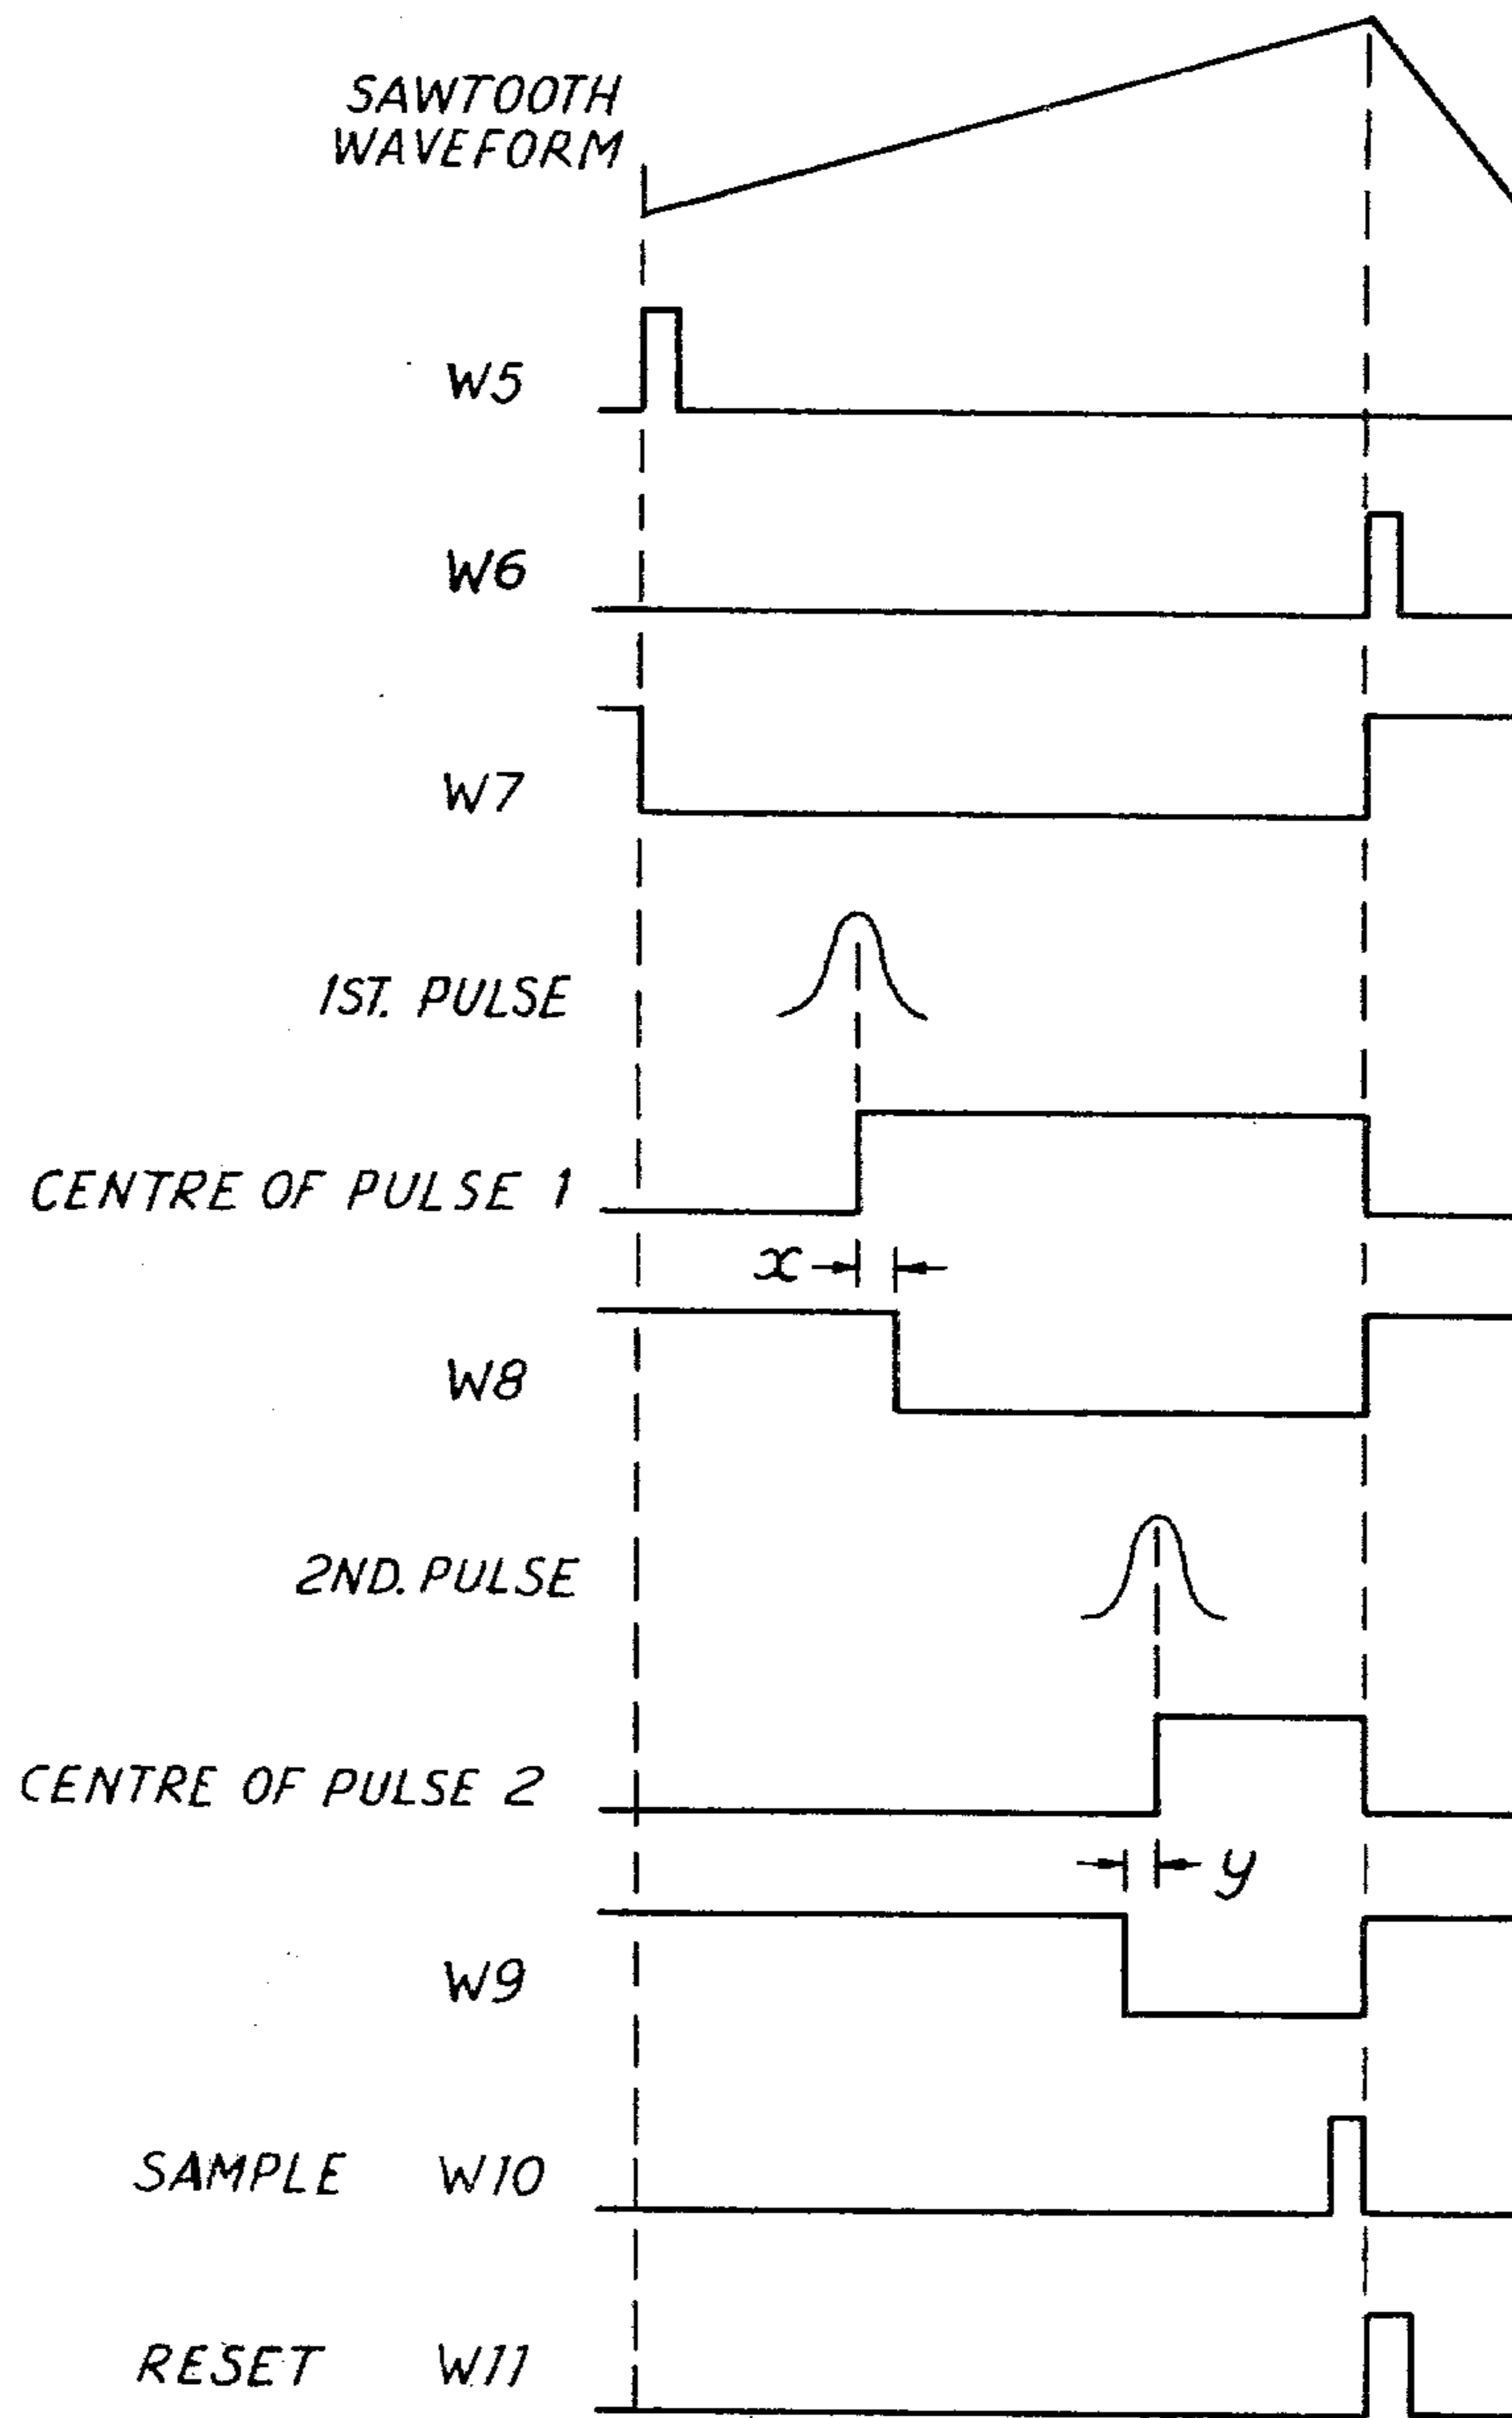 SAWTOOTH
WAVEFORM
W5
W6
W7
1ST. PULSE
CENTRE OF PULSE 1
x
W8
2ND. PULSE
CENTRE OF PULSE 2
y
W9
SAMPLE W10
RESET W11